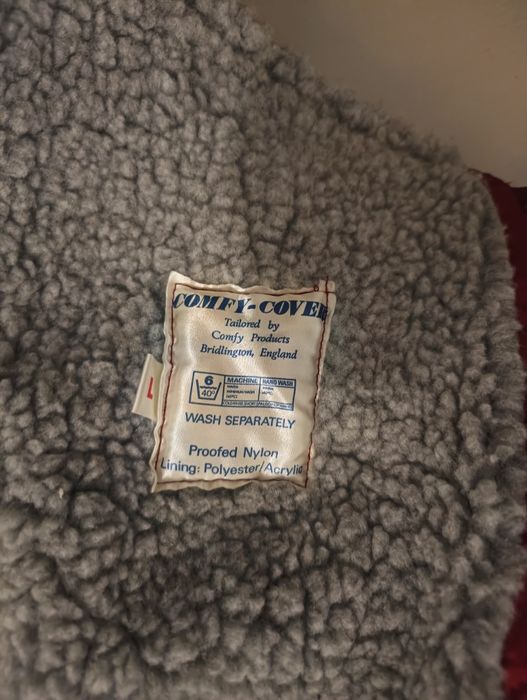 COMFY-COVER
Tailored by
Comfy Products
Bridlington, England
6
40°
MACHINE
HAND WASH
WASH SEPARATELY
Proofed Nylon
Lining: Polyester/Acrylic
L